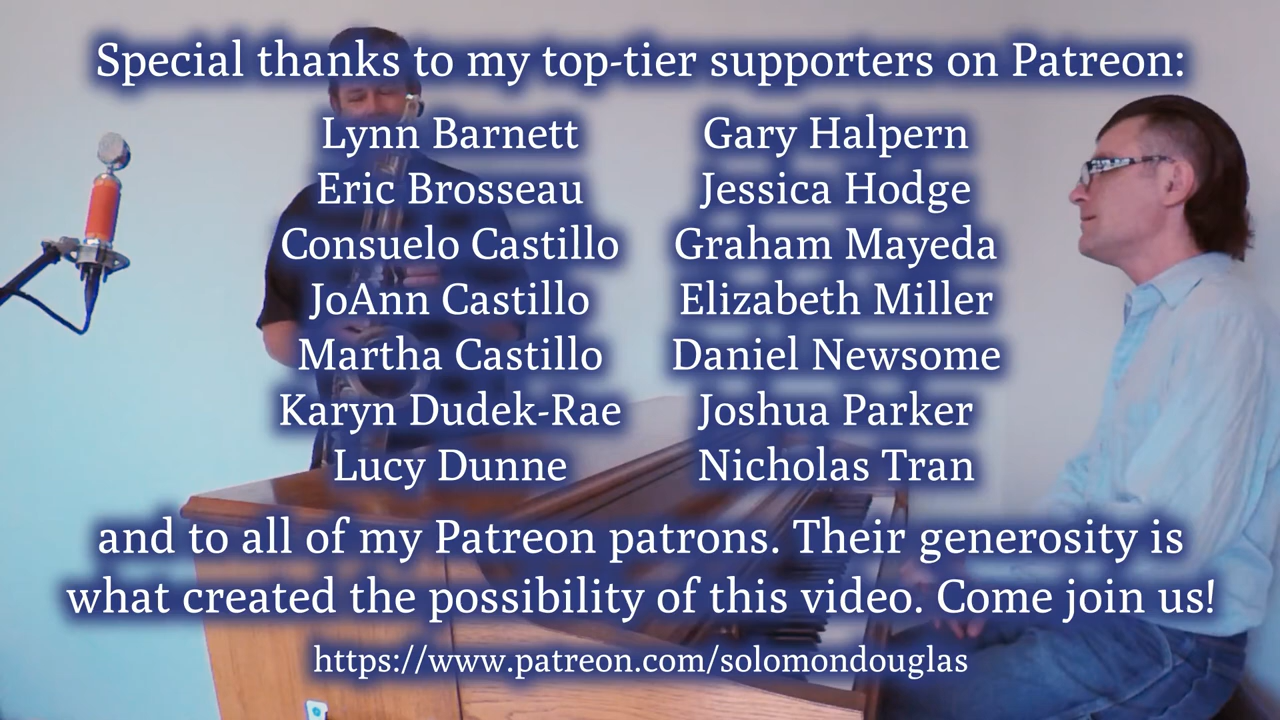 Special thanks to my top-tier supporters on Patreon:
Lynn Barnett
Eric Brosseau
Consuelo Castillo
JoAnn Castillo
Martha Castillo
Karyn Dudek-Rae
Lucy Dunne
Gary Halpern
Jessica Hodge
Graham Mayeda
Elizabeth Miller
Daniel Newsome
Joshua Parker
Nicholas Tran
and to all of my Patreon patrons. Their generosity is
what created the possibility of this video. Come join us!
https://www.patreon.com/solomondouglas